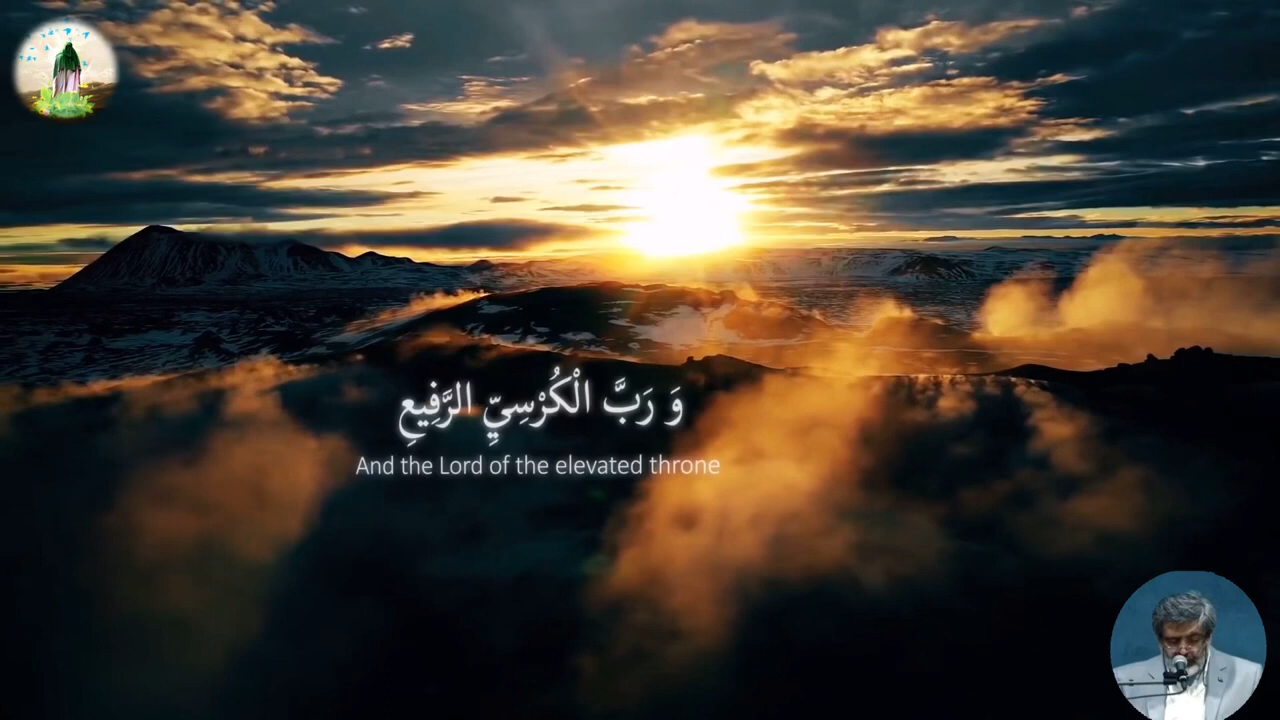 وَ رَبَّ الْكُرْسِيِّ الرَّفِيعِ
And the Lord of the elevated throne